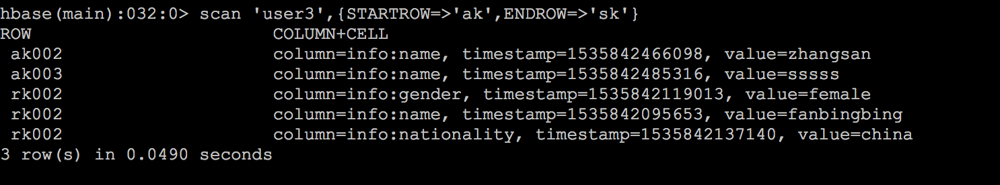 hbase(main):032:0> scan 'user3',{STARTROW=>'ak',ENDROW=>'sk'}
ROW COLUMN+CELL
ak002 column=info:name, timestamp=1535842466098, value=zhangsan
ak003 column=info:name, timestamp=1535842485316, value=sssss
rk002 column=info:gender, timestamp=1535842119013, value=female
rk002 column=info:name, timestamp=1535842095653, value=fanbingbing
rk002 column=info:nationality, timestamp=1535842137140, value=china
3 row(s) in 0.0490 seconds